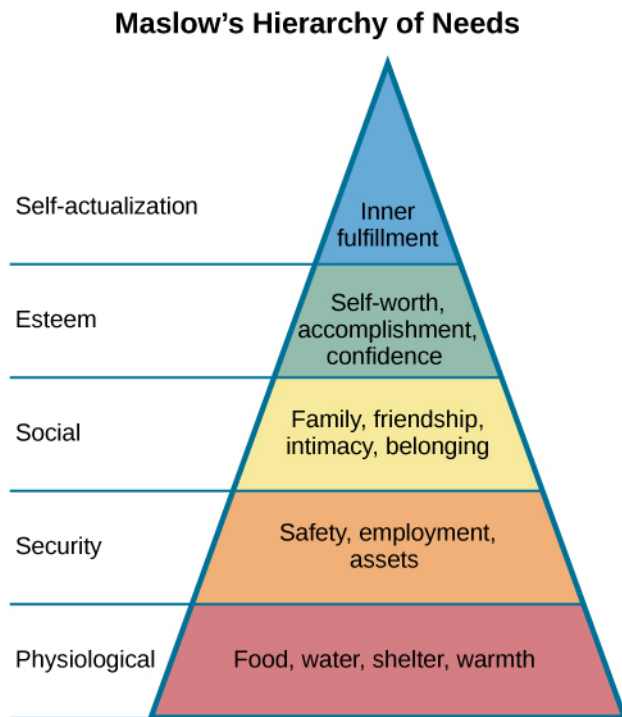 Maslow’s Hierarchy of Needs
Self-actualization
Inner
fulfillment
Esteem
Self-worth,
accomplishment,
confidence
Social
Family, friendship,
intimacy, belonging
Security
Safety, employment,
assets
Physiological
Food, water, shelter, warmth